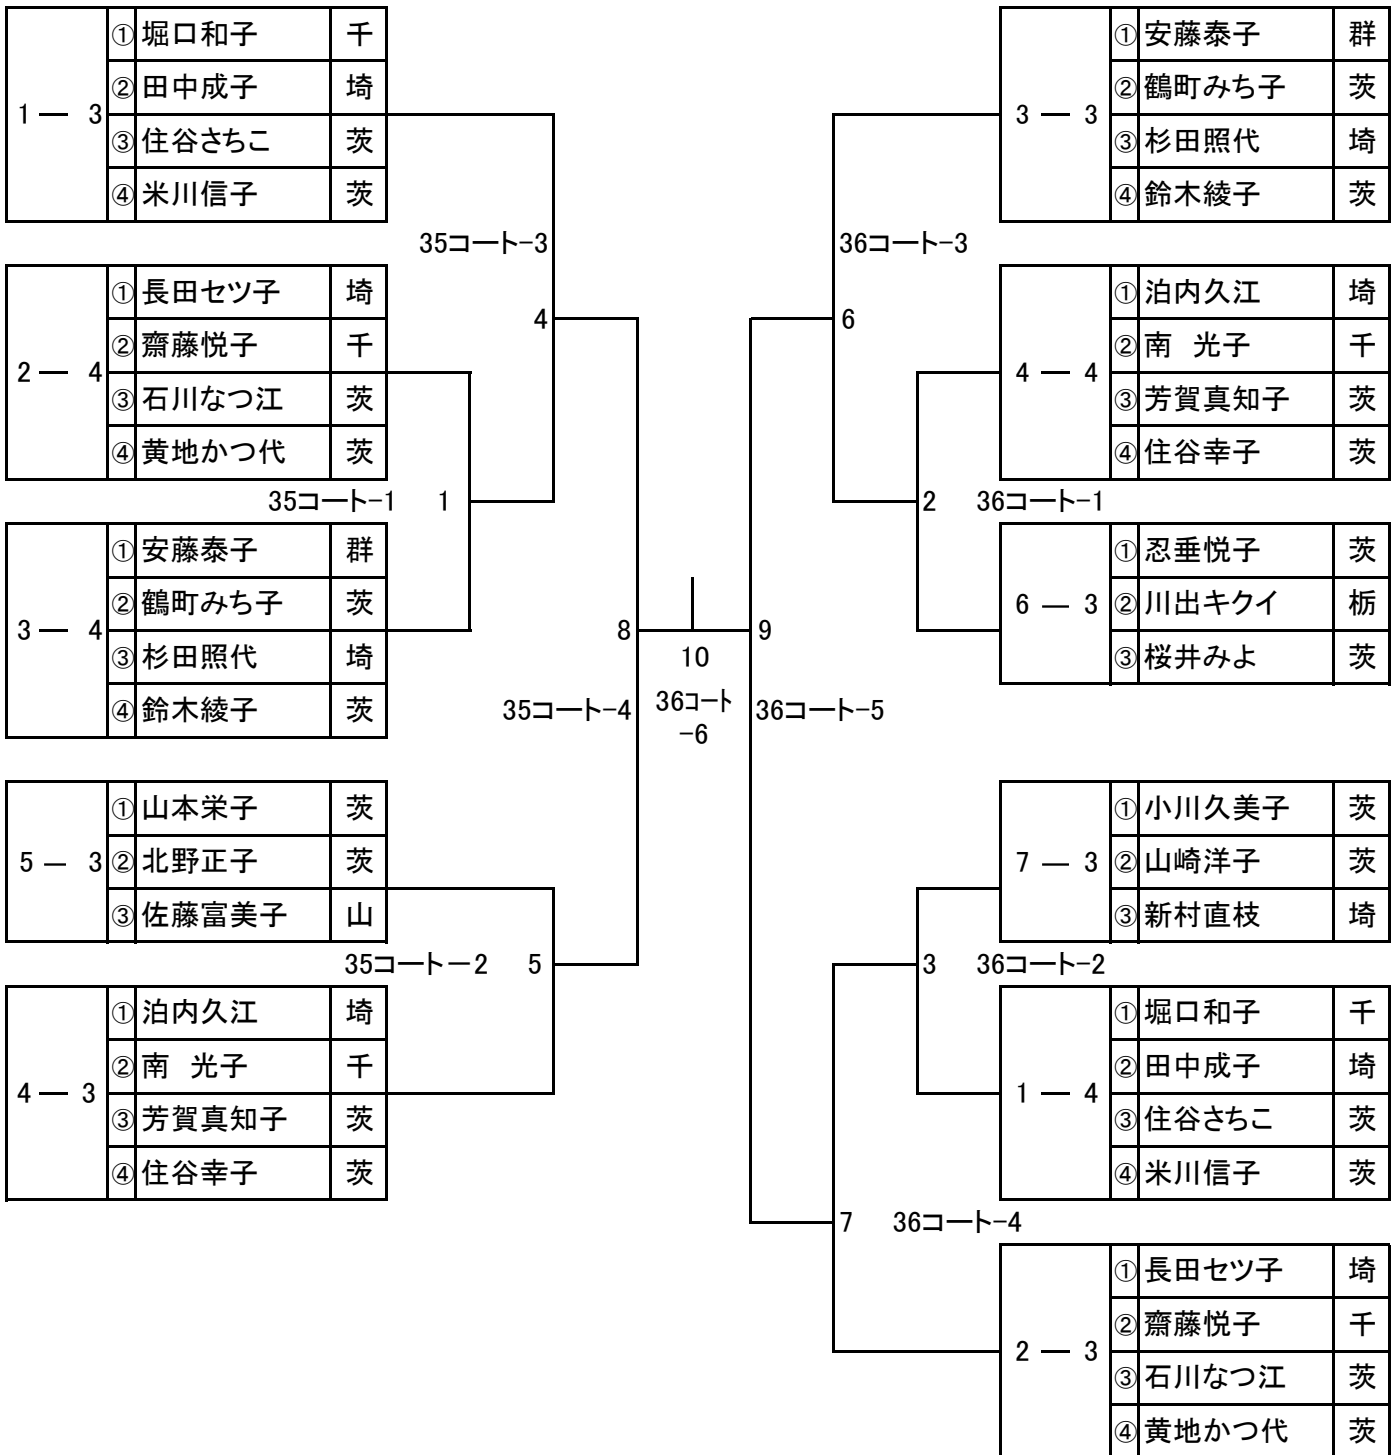 ① 堀口和子 千
② 田中成子 埼
1 ― 3
③ 住谷さちこ 茨
④ 米川信子 茨
35コート-3
① 長田セツ子 埼
4
② 齋藤悦子 千
2 ― 4
③ 石川なつ江 茨
④ 黄地かつ代 茨
35コート-1 1
① 安藤泰子 群
② 鶴町みち子 茨
3 ― 4
8
③ 杉田照代 埼
④ 鈴木綾子 茨
35コート-4
① 山本栄子 茨
5 ― 3 ② 北野正子 茨
③ 佐藤富美子 山
35コート－2 5
① 泊内久江 埼
② 南 光子 千
4 ― 3
③ 芳賀真知子 茨
④ 住谷幸子 茨
10
36コート
-6
① 安藤泰子 群
② 鶴町みち子 茨
3 ― 3
③ 杉田照代 埼
④ 鈴木綾子 茨
36コート-3
① 泊内久江 埼
6
② 南 光子 千
4 ― 4
③ 芳賀真知子 茨
④ 住谷幸子 茨
2 36コート-1
① 忍垂悦子 茨
6 ― 3 ② 川出キクイ 栃
9
③ 桜井みよ 茨
36コート-5
① 小川久美子 茨
7 ― 3 ② 山崎洋子 茨
③ 新村直枝 埼
3 36コート-2
① 堀口和子 千
② 田中成子 埼
1 ― 4
③ 住谷さちこ 茨
④ 米川信子 茨
7 36コート-4
① 長田セツ子 埼
② 齋藤悦子 千
2 ― 3
③ 石川なつ江 茨
④ 黄地かつ代 茨